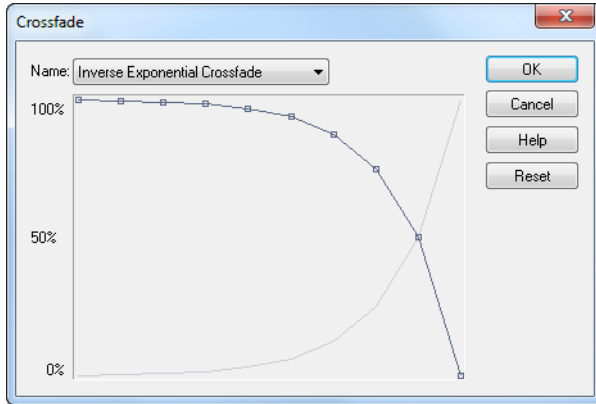 Crossfade
Name: Inverse Exponential Crossfade
OK
100%
Cancel
Help
Reset
50%
0%